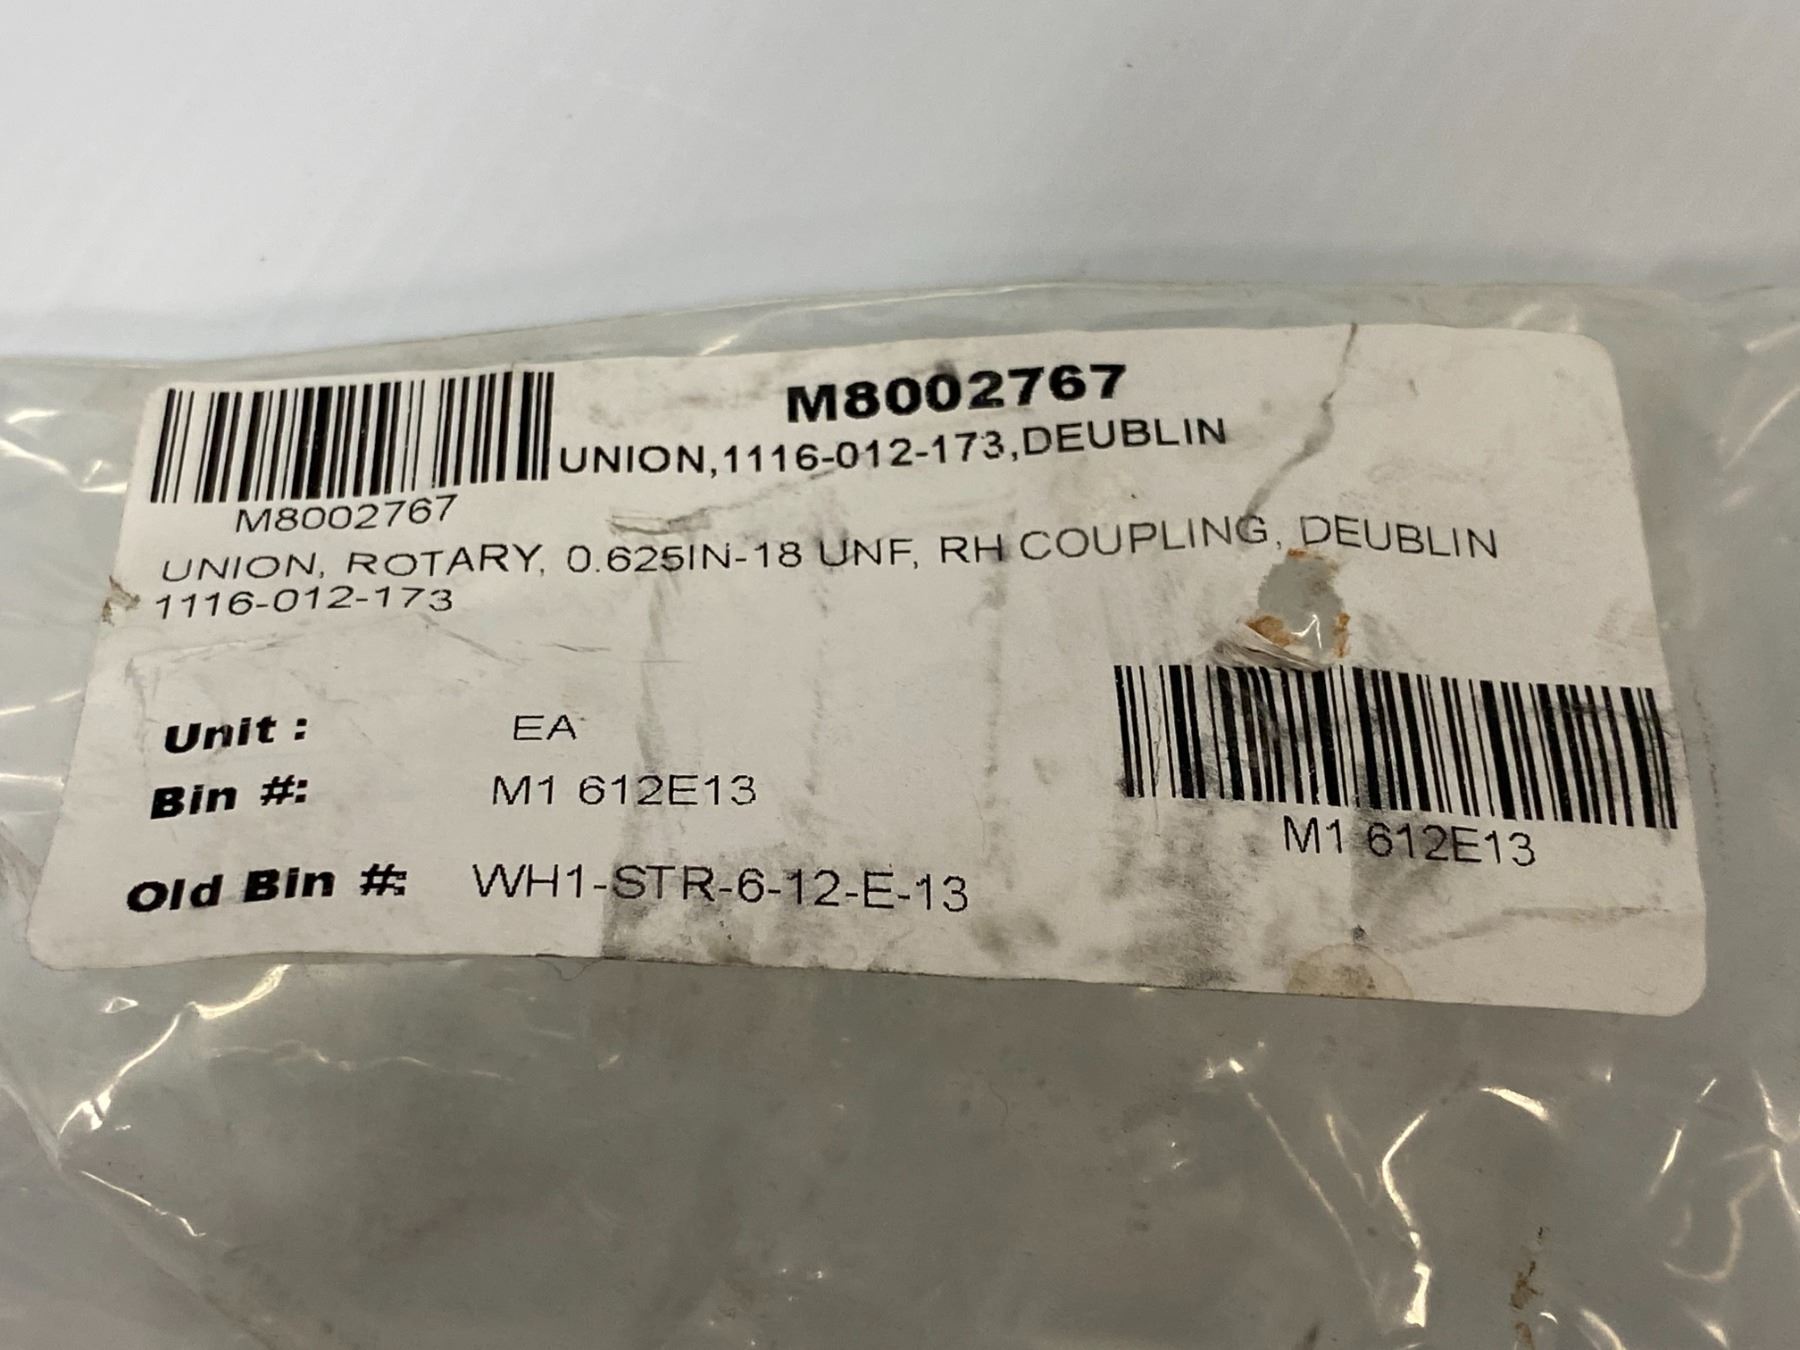 M8002767
UNION,1116-012-173,DEUBLIN
M8002767
UNION, ROTARY, 0.625IN-18 UNF, RH COUPLING, DEUBLIN
1116-012-173
Unit : EA
Bin #: M1 612E13
M1 612E13
Old Bin #: WH1-STR-6-12-E-13